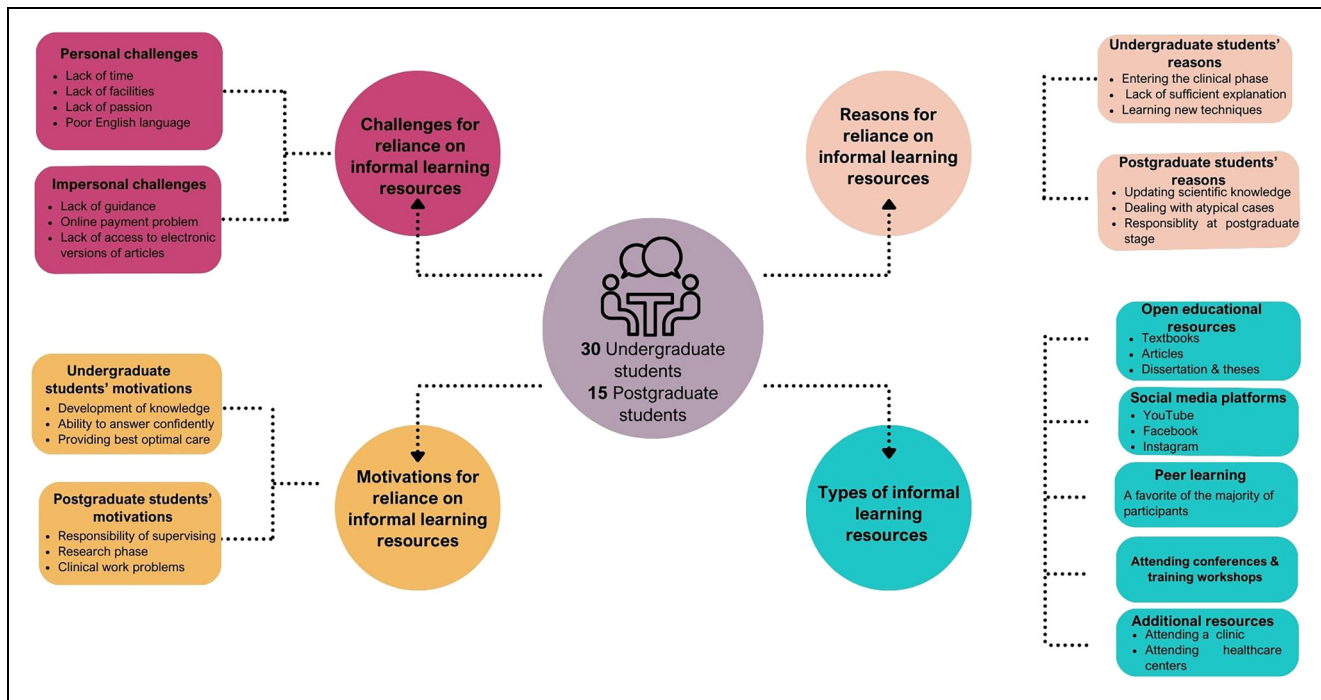 Personal challenges
• Lack of time
• Lack of facilities
• Lack of passion
• Poor English language
Impersonal challenges
• Lack of guidance
• Online payment problem
• Lack of access to electronic
versions of articles
Challenges for
reliance on
informal learning
resources
Reasons for
reliance on
informal learning
resources
Undergraduate students'
reasons
• Entering the clinical phase
• Lack of sufficient explanation
• Learning new techniques
Postgraduate students'
reasons
• Updating scientific knowledge
• Dealing with atypical cases
• Responsiblity at postgraduate
stage
30 Undergraduate
students
15 Postgraduate
students
Undergraduate
students' motivations
• Development of knowledge
• Ability to answer confidently
• Providing best optimal care
Postgraduate students'
motivations
• Responsibility of supervising
• Research phase
• Clinical work problems
Motivations for
reliance on
informal learning
resources
Types of informal
learning
resources
Open educational
resources
• Textbooks
• Articles
• Dissertation & theses
Social media platforms
• YouTube
• Facebook
• Instagram
Peer learning
A favorite of the majority of
participants
Attending conferences &
training workshops
Additional resources
• Attending a clinic
• Attending healthcare
centers